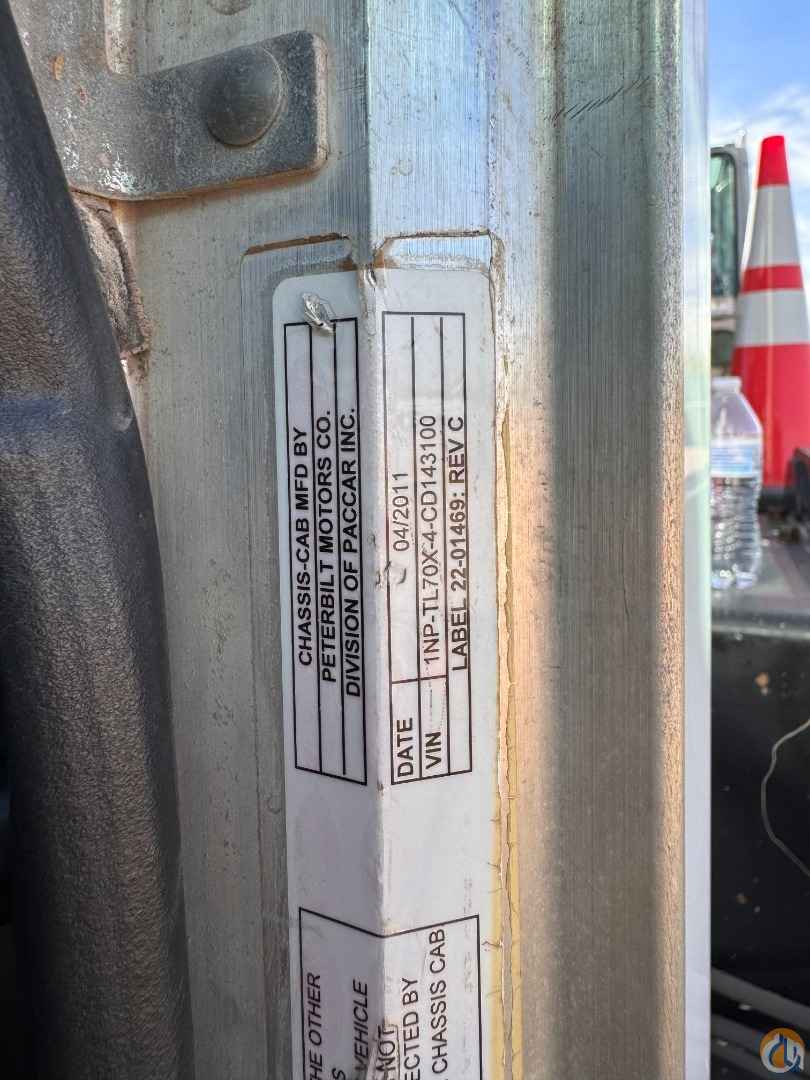 CHASSIS-CAB MFD BY
PETERBILT MOTORS CO.
DIVISION OF PACCAR INC.
DATE 04/2011
VIN 1NP-TL70X-4-CD143100
LABEL 22-01469: REV C
HE OTHER
S
VEHICLE
NOT
ECTED BY
CHASSIS CAB